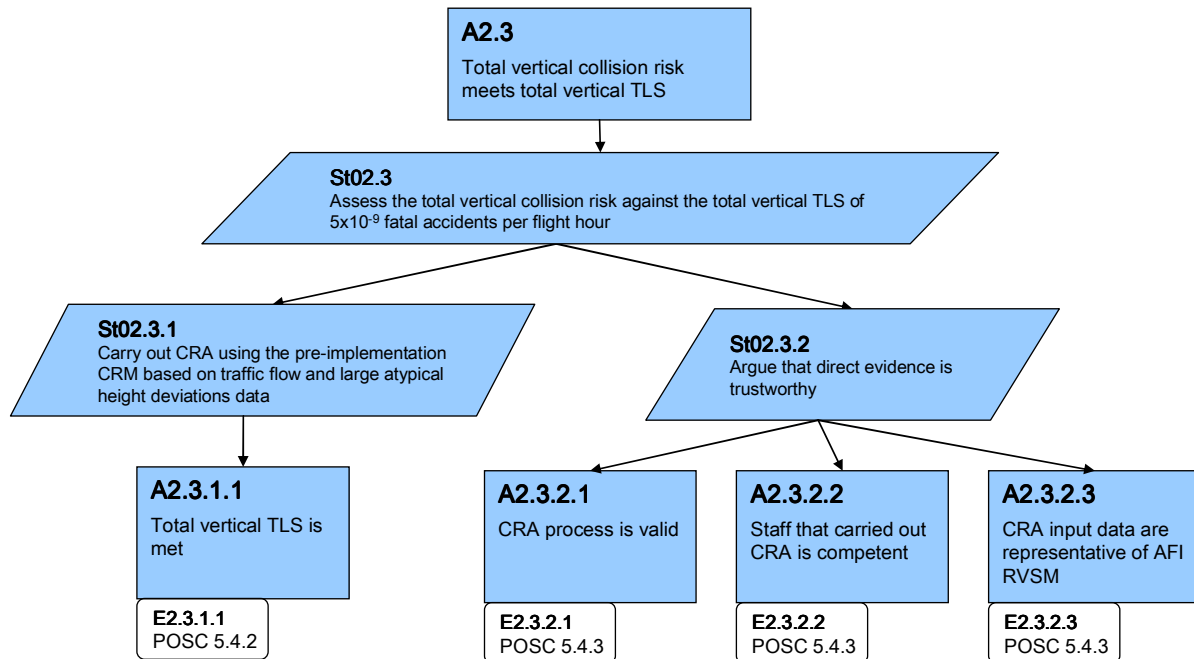 A2.3
Total vertical collision risk
meets total vertical TLS
St02.3
Assess the total vertical collision risk against the total vertical TLS of
5x10⁻⁹ fatal accidents per flight hour
St02.3.1
Carry out CRA using the pre-implementation
CRM based on traffic flow and large atypical
height deviations data
St02.3.2
Argue that direct evidence is
trustworthy
A2.3.1.1
Total vertical TLS is
met
E2.3.1.1
POSC 5.4.2
A2.3.2.1
CRA process is valid
E2.3.2.1
POSC 5.4.3
A2.3.2.2
Staff that carried out
CRA is competent
E2.3.2.2
POSC 5.4.3
A2.3.2.3
CRA input data are
representative of AFI
RVSM
E2.3.2.3
POSC 5.4.3